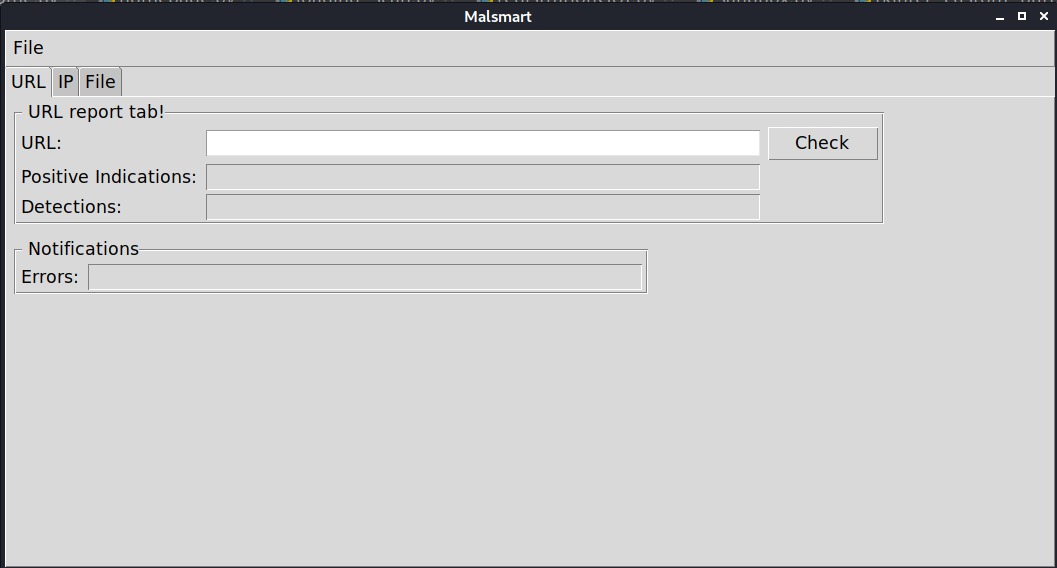 Malsmart
File
URL IP File
URL report tab!
URL: Check
Positive Indications:
Detections:
Notifications
Errors: